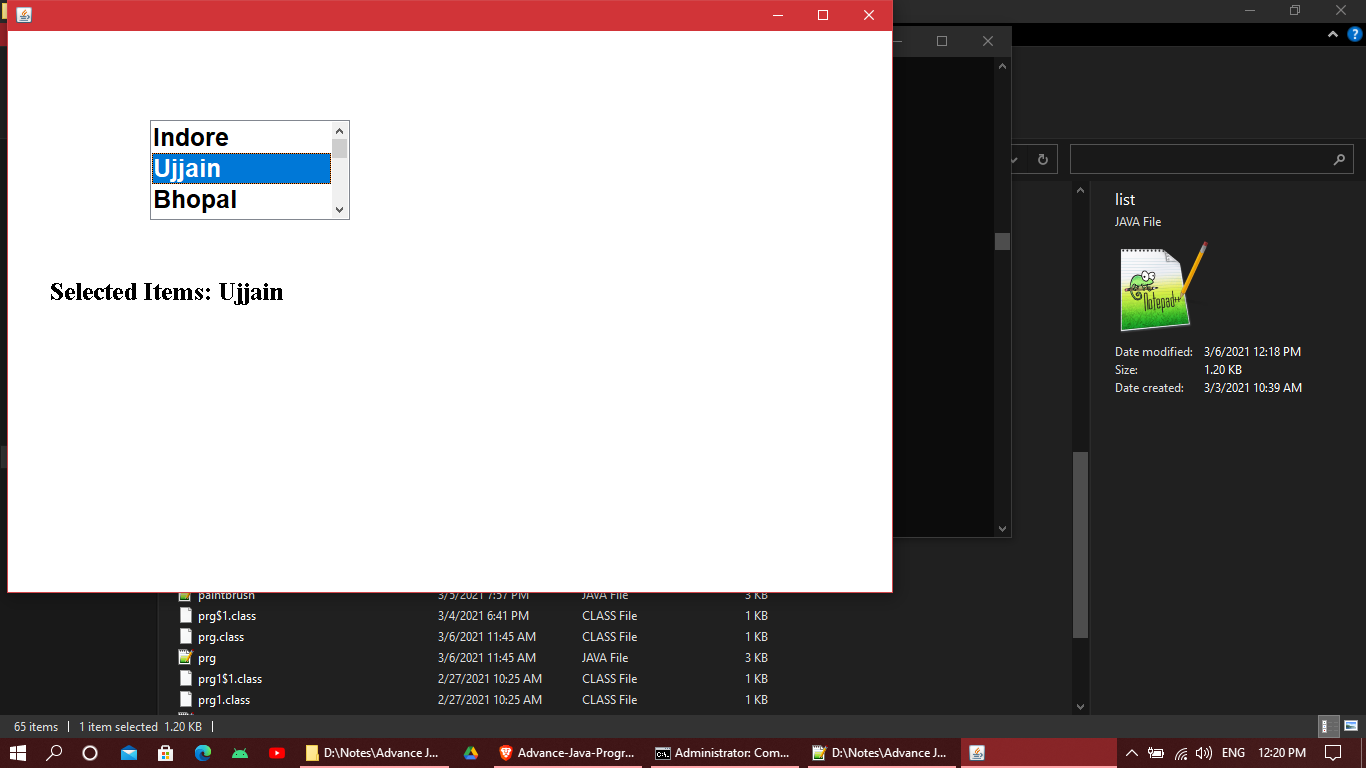 Indore
Ujjain
Bhopal
Selected Items: Ujjain
?
list
JAVA File
Notepad++
Date modified: 3/6/2021 12:18 PM
Size: 1.20 KB
Date created: 3/3/2021 10:39 AM
paintbrush 3/5/2021 7:57 PM JAVA File 3 KB
prg$1.class 3/4/2021 6:41 PM CLASS File 1 KB
prg.class 3/6/2021 11:45 AM CLASS File 1 KB
prg 3/6/2021 11:45 AM JAVA File 3 KB
prg1$1.class 2/27/2021 10:25 AM CLASS File 1 KB
prg1.class 2/27/2021 10:25 AM CLASS File 1 KB
65 items 1 item selected 1.20 KB
D:\Notes\Advance J... Advance-Java-Progr... Administrator: Com... D:\Notes\Advance J... ENG 12:20 PM